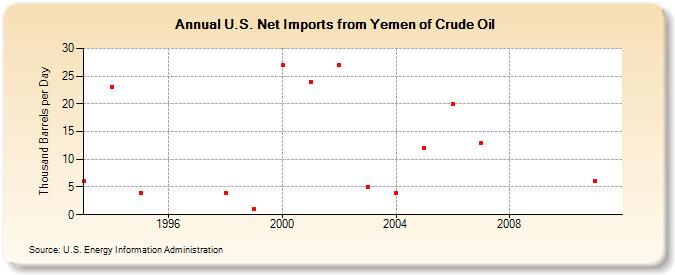 Annual U.S. Net Imports from Yemen of Crude Oil
Thousand Barrels per Day
30
25
20
15
10
5
0
1996 2000 2004 2008
Source: U.S. Energy Information Administration